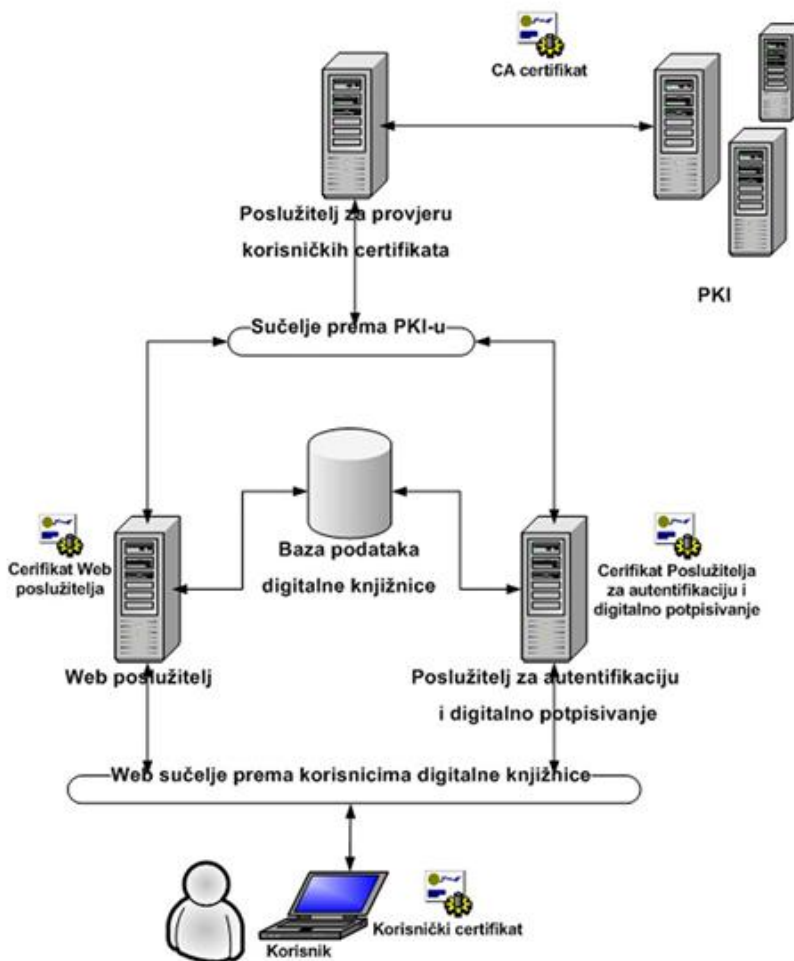 CA certifikat
Poslužitelj za provjeru
korisničkih certifikata
PKI
Sučelje prema PKI-u
Baza podataka
digitalne knjižnice
Cerifikat Web
poslužitelja
Cerifikat Poslužitelja
za autentifikaciju i
digitalno potpisivanje
Web poslužitelj
Poslužitelj za autentifikaciju
i digitalno potpisivanje
Web sučelje prema korisnicima digitalne knjižnice
Korisnik
Korisnički certifikat